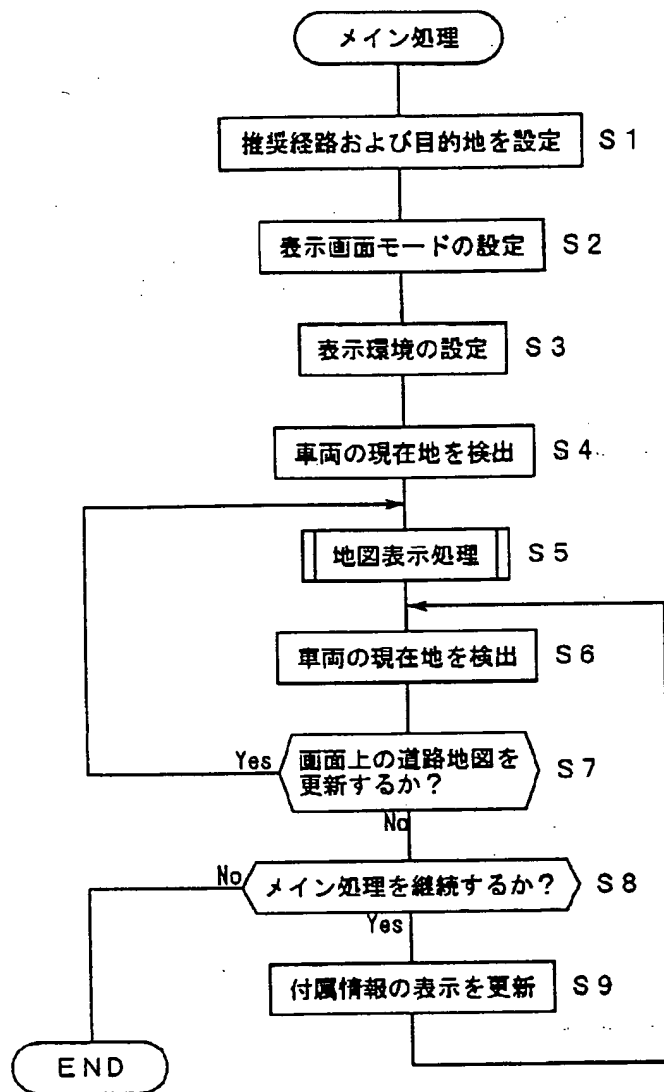 メイン処理
推奨経路および目的地を設定 S1
表示画面モードの設定 S2
表示環境の設定 S3
車両の現在地を検出 S4
地図表示処理 S5
車両の現在地を検出 S6
Yes 画面上の道路地図を S7
更新するか？
No
No メイン処理を継続するか？ S8
Yes
付属情報の表示を更新 S9
END